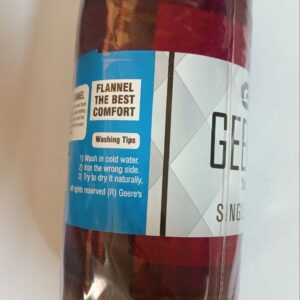 FLANNEL
THE BEST
COMFORT
Washing Tips
1) Wash in cold water.
2) Iron the wrong side.
3) Try to dry it naturally.
All rights reserved (R) Geere's
GEE
SING